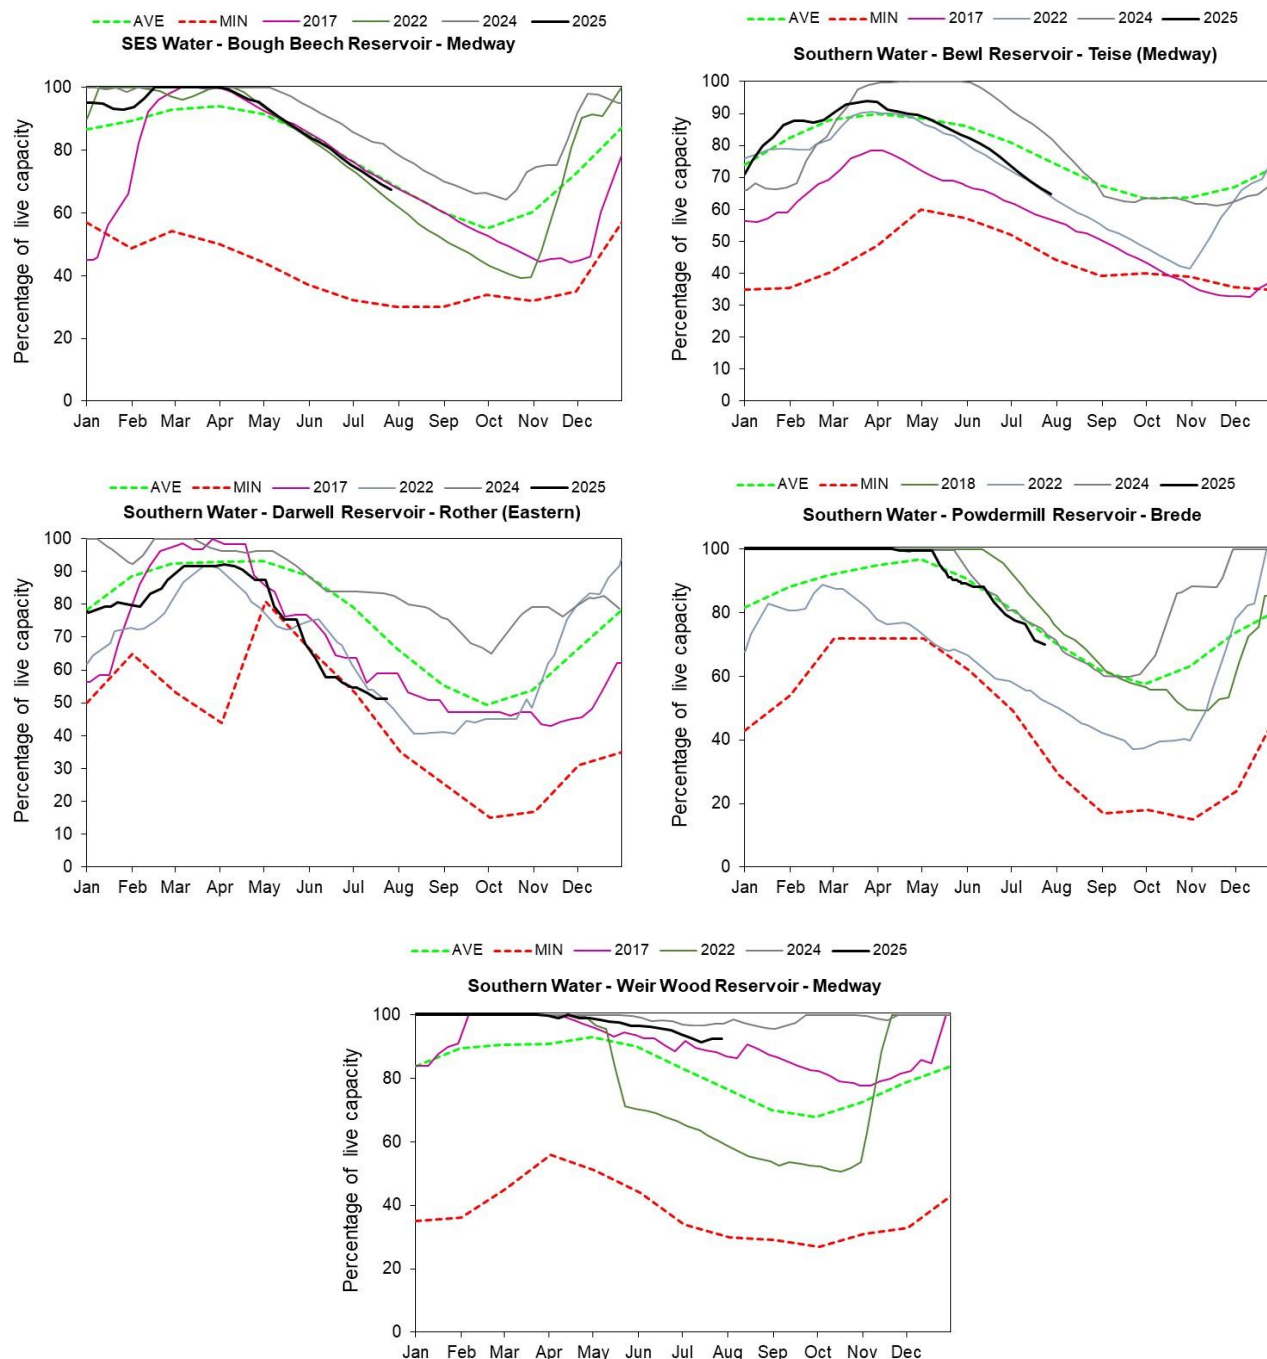 AVE MIN 2017 2022 2024 2025
SES Water - Bough Beech Reservoir - Medway
Percentage of live capacity
100
80
60
40
20
0
Jan Feb Mar Apr May Jun Jul Aug Sep Oct Nov Dec
AVE MIN 2017 2022 2024 2025
Southern Water - Bewl Reservoir - Teise (Medway)
Percentage of live capacity
100
90
80
70
60
50
40
30
20
10
0
Jan Feb Mar Apr May Jun Jul Aug Sep Oct Nov Dec
AVE MIN 2017 2022 2024 2025
Southern Water - Darwell Reservoir - Rother (Eastern)
Percentage of live capacity
100
90
80
70
60
50
40
30
20
10
0
Jan Feb Mar Apr May Jun Jul Aug Sep Oct Nov Dec
AVE MIN 2018 2022 2024 2025
Southern Water - Powdermill Reservoir - Brede
Percentage of live capacity
100
80
60
40
20
0
Jan Feb Mar Apr May Jun Jul Aug Sep Oct Nov Dec
AVE MIN 2017 2022 2024 2025
Southern Water - Weir Wood Reservoir - Medway
Percentage of live capacity
100
80
60
40
20
0
Jan Feb Mar Apr May Jun Jul Aug Sep Oct Nov Dec